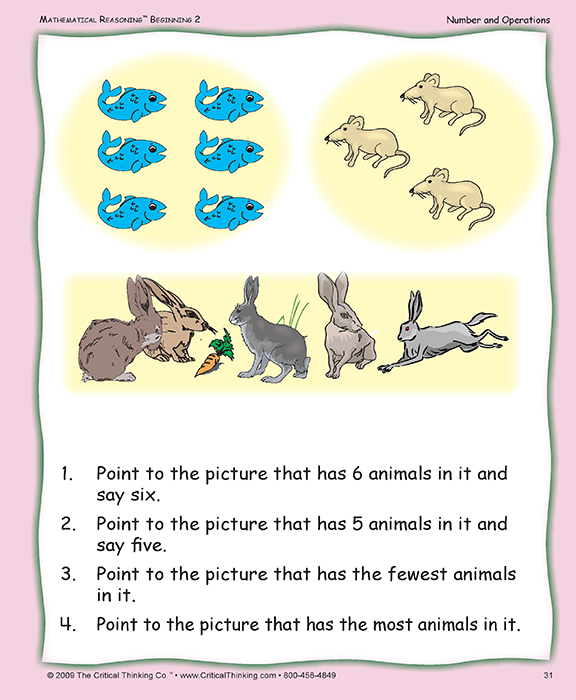 Mathematical Reasoning™ Beginning 2
Number and Operations
1. Point to the picture that has 6 animals in it and
say six.
2. Point to the picture that has 5 animals in it and
say five.
3. Point to the picture that has the fewest animals
in it.
4. Point to the picture that has the most animals in it.
© 2009 The Critical Thinking Co.™ • www.CriticalThinking.com • 800-458-4849
31